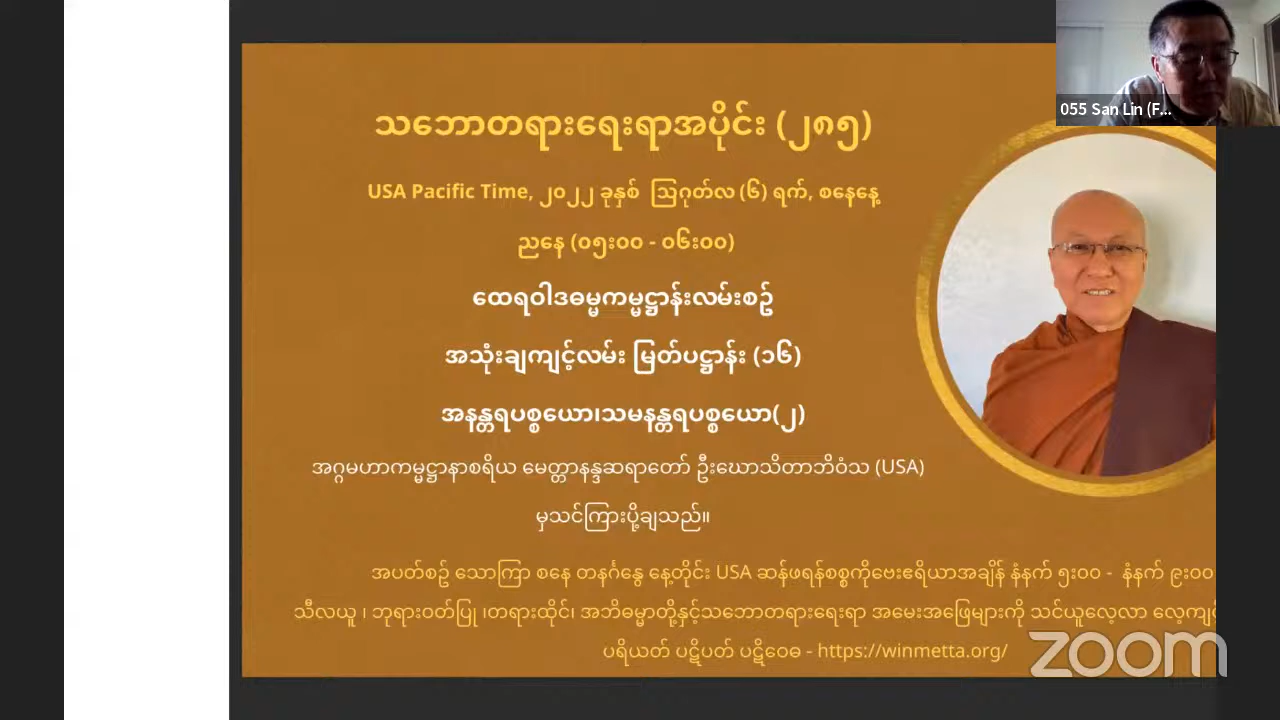 သဘောတရားရေးရာအပိုင်း (၂၈၅)
USA Pacific Time, ၂၀၂၂ ခုနှစ် ဩဂုတ်လ (၆) ရက်, စနေနေ့
ညနေ (၀၅း၀၀ - ၀၆း၀၀)
ထေရဝါဒဓမ္မကမ္မဋ္ဌာန်းလမ်းစဥ်
အသုံးချကျင့်လမ်း မြတ်ပဋ္ဌာန်း (၁၆)
အနန္တရပစ္စယော၊သမနန္တရပစ္စယော(၂)
အဂ္ဂမဟာကမ္မဋ္ဌာနာစရိယ မေတ္တာနန္ဒဆရာတော် ဦးဃောသိတာဘိဝံသ (USA)
မှသင်ကြားပို့ချသည်။
အပတ်စဥ် သောကြာ စနေ တနင်္ဂနွေ နေ့တိုင်း USA ဆန်ဖရန်စစ္စကိုဗေးဧရိယာအချိန် နံနက် ၅း၀၀ - နံနက် ၉း၀၀
သီလယူ ၊ ဘုရားဝတ်ပြု ၊တရားထိုင်၊ အဘိဓမ္မာတို့နှင့်သဘောတရားရေးရာ အမေးအဖြေများကို သင်ယူလေ့လာ
ပရိယတ် ပဋိပတ် ပဋိဝေဓ - https://winmetta.org/
055 San Lin (F...
zoom